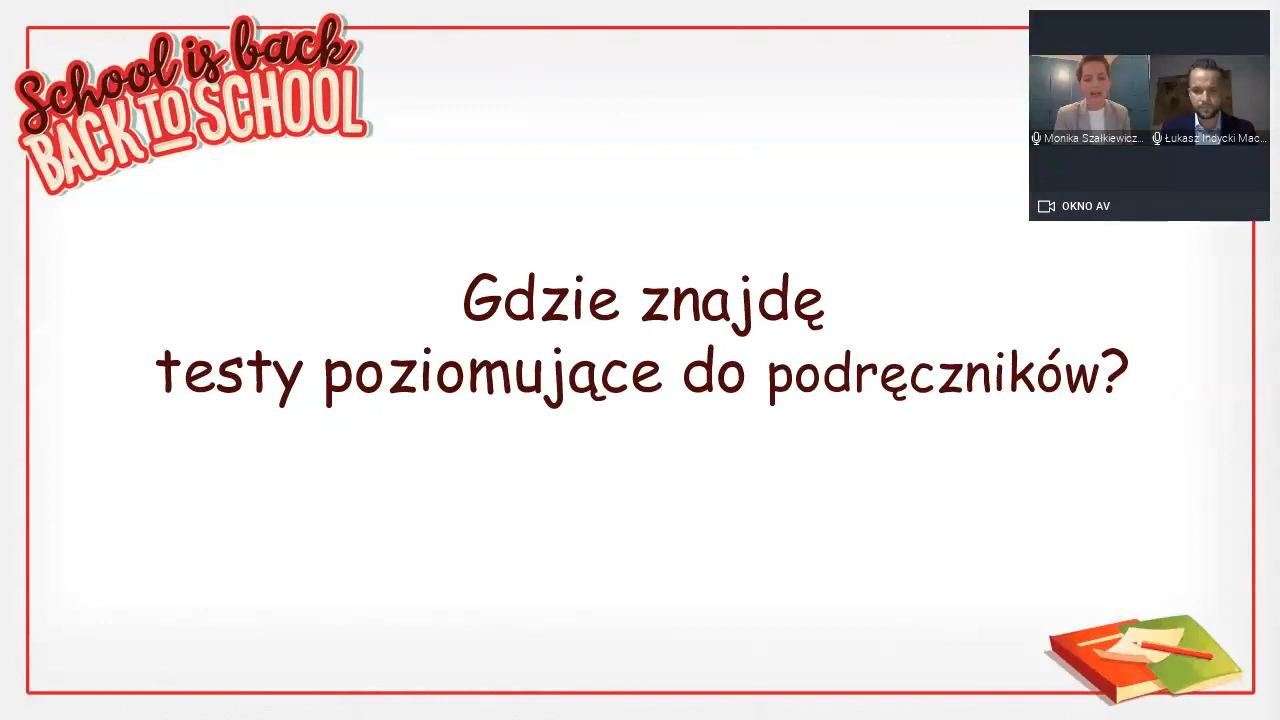 School is back
BACK TO SCHOOL
Monika Szałkiewicz...
Łukasz Indycki Mac...
OKNO AV
Gdzie znajdę
testy poziomujące do podręczników?